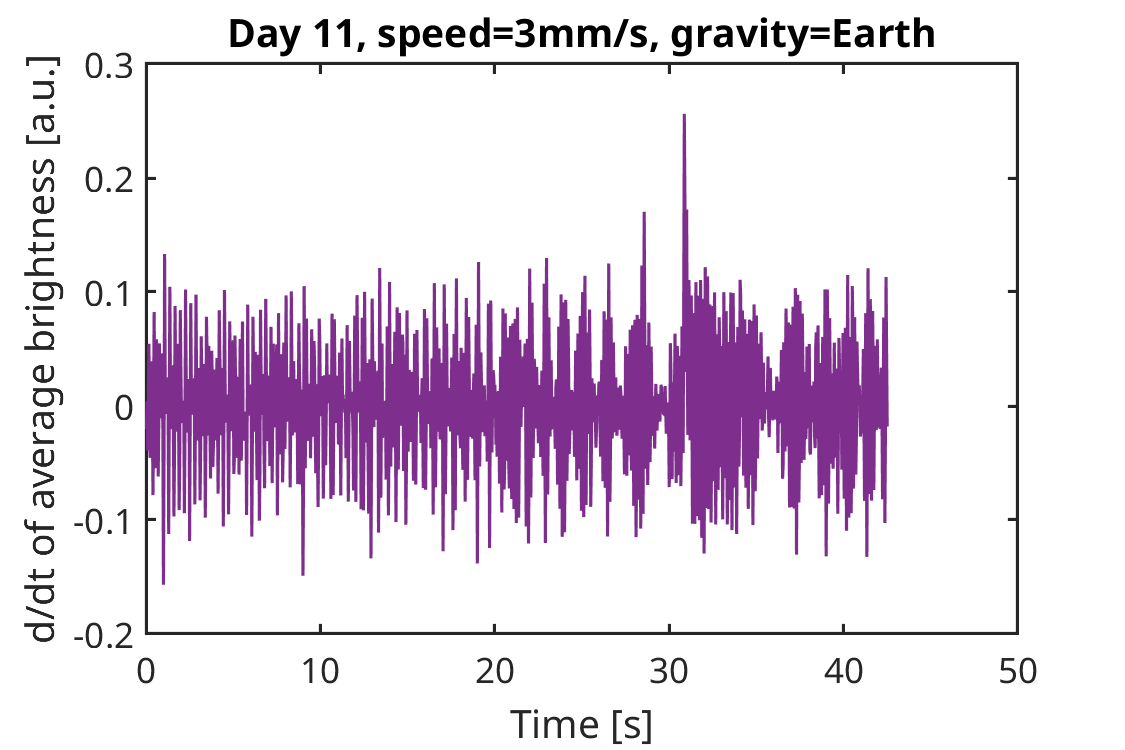 Day 11, speed=3mm/s, gravity=Earth
d/dt of average brightness [a.u.]
0.3
0.2
0.1
0
-0.1
-0.2
0 10 20 30 40 50
Time [s]